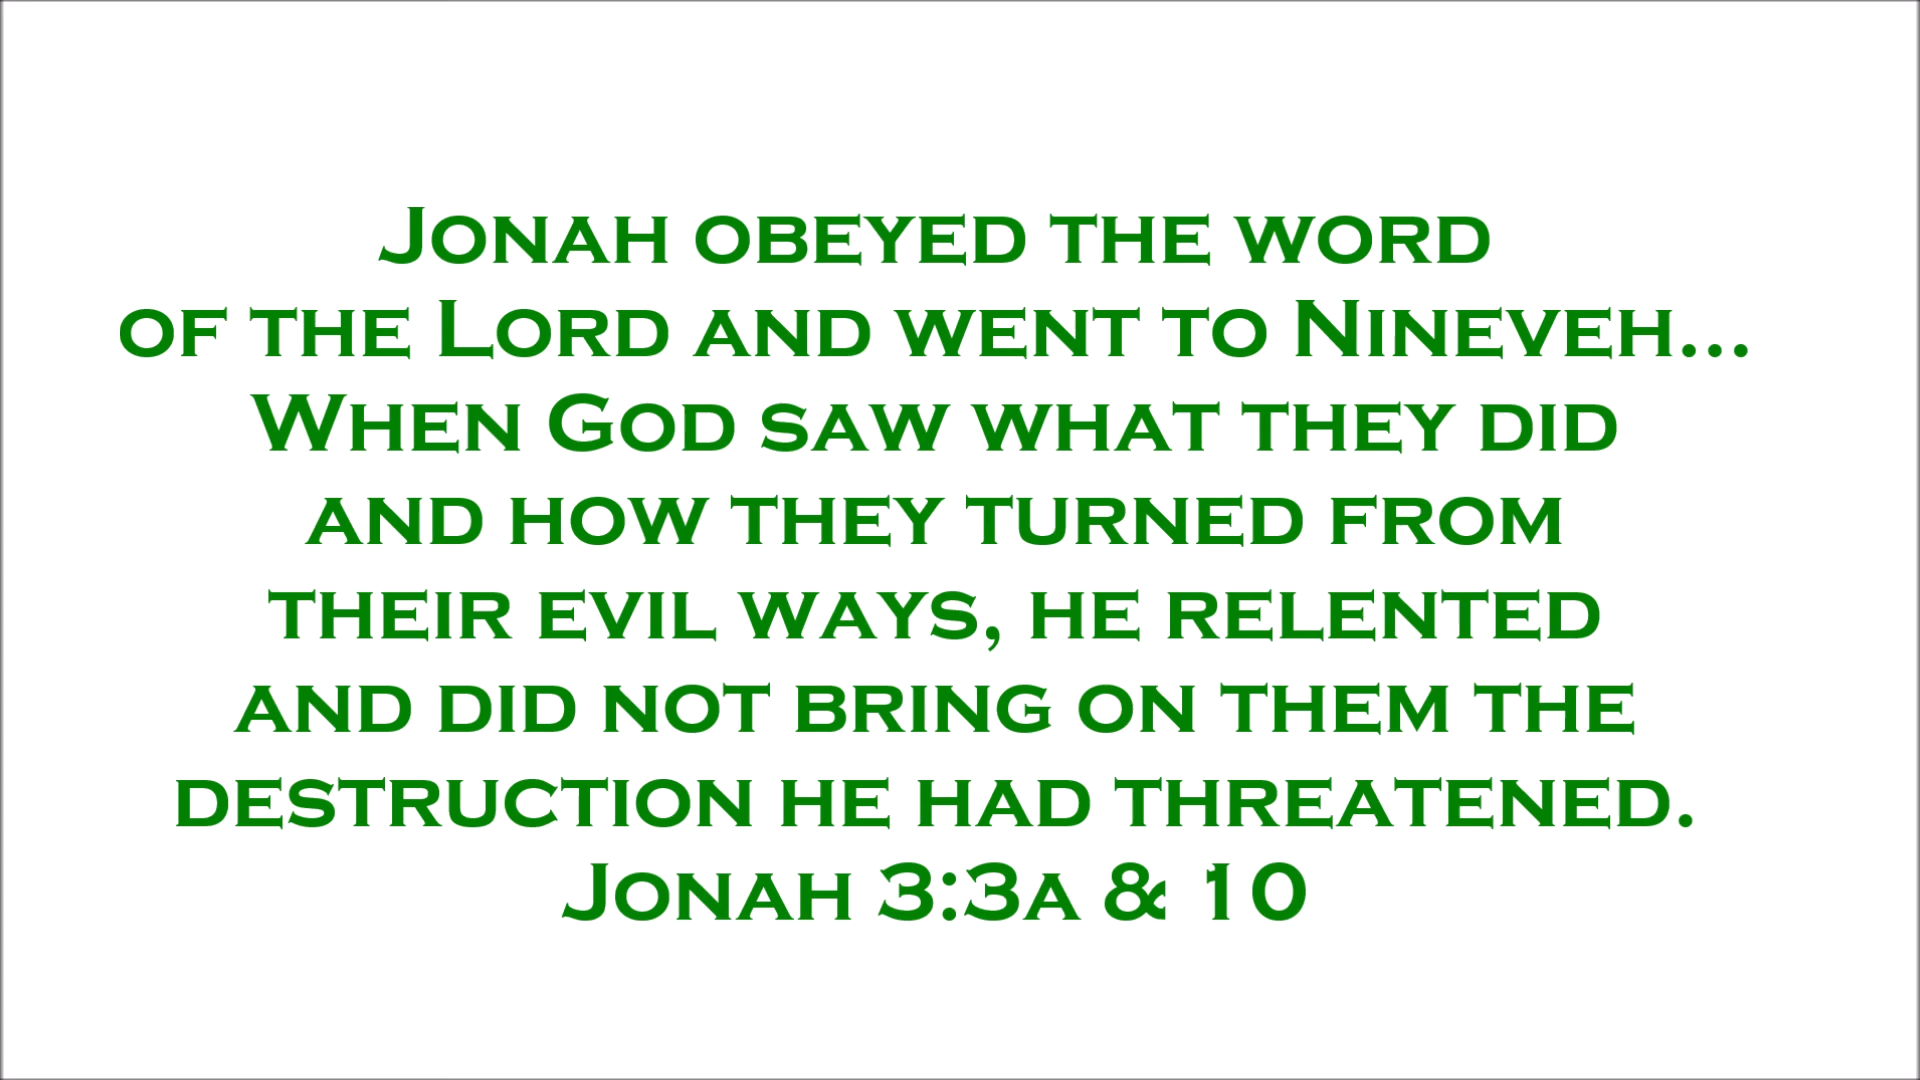 Jonah obeyed the word
of the Lord and went to Nineveh...
When God saw what they did
and how they turned from
their evil ways, he relented
and did not bring on them the
destruction he had threatened.
Jonah 3:3a & 10